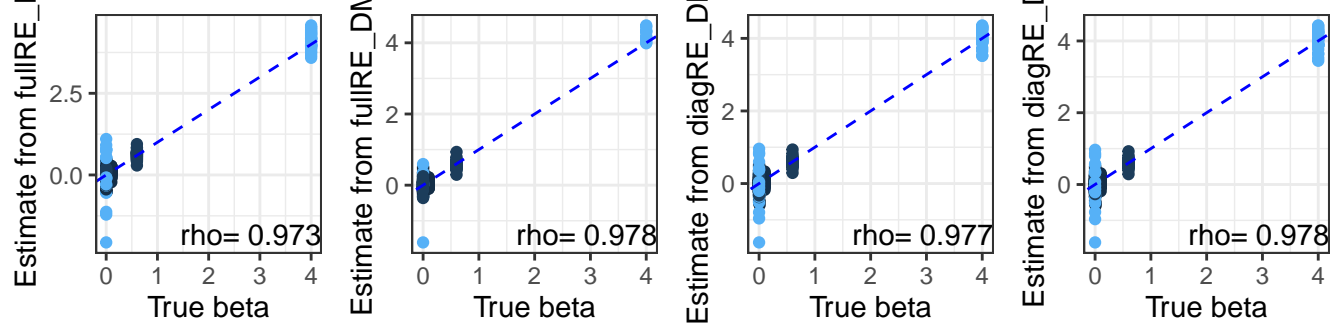 Estimate from fullRE_
2.5
0.0
0
1
2
3
4
rho= 0.973
True beta
Estimate from fullRE_DM
4
2
0
0
1
2
3
4
rho= 0.978
True beta
Estimate from diagRE_DM
4
2
0
0
1
2
3
4
rho= 0.977
True beta
Estimate from diagRE_D
4
2
0
0
1
2
3
4
rho= 0.978
True beta